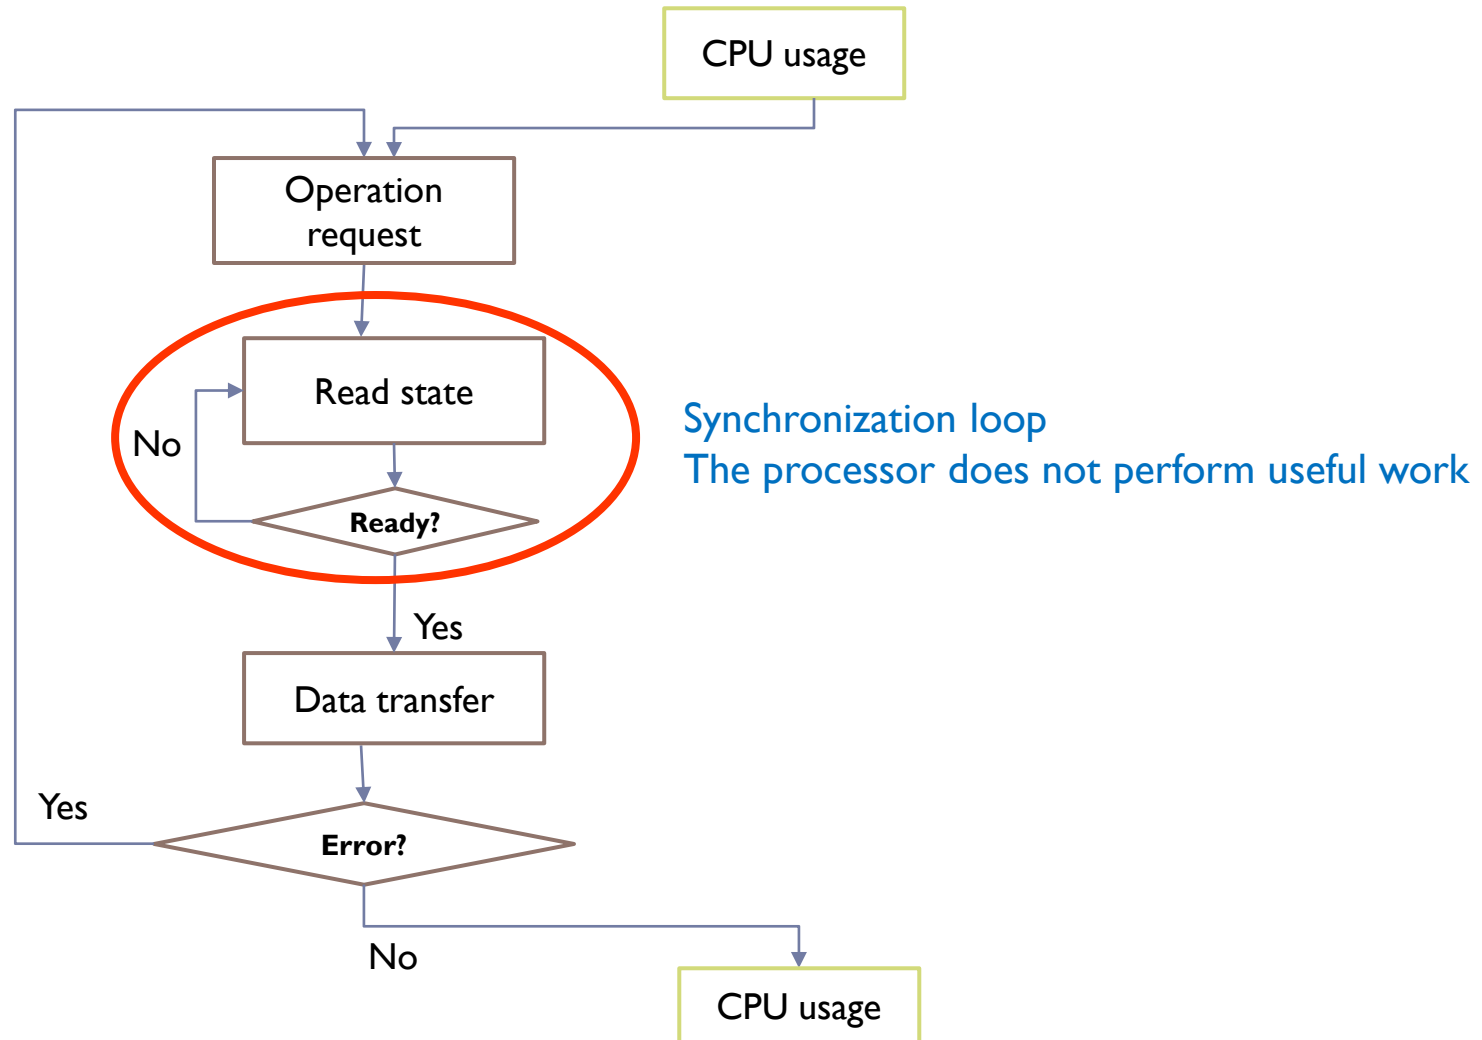 CPU usage
Operation
request
Read state
No
Ready?
Synchronization loop
The processor does not perform useful work
Yes
Data transfer
Yes
Error?
No
CPU usage